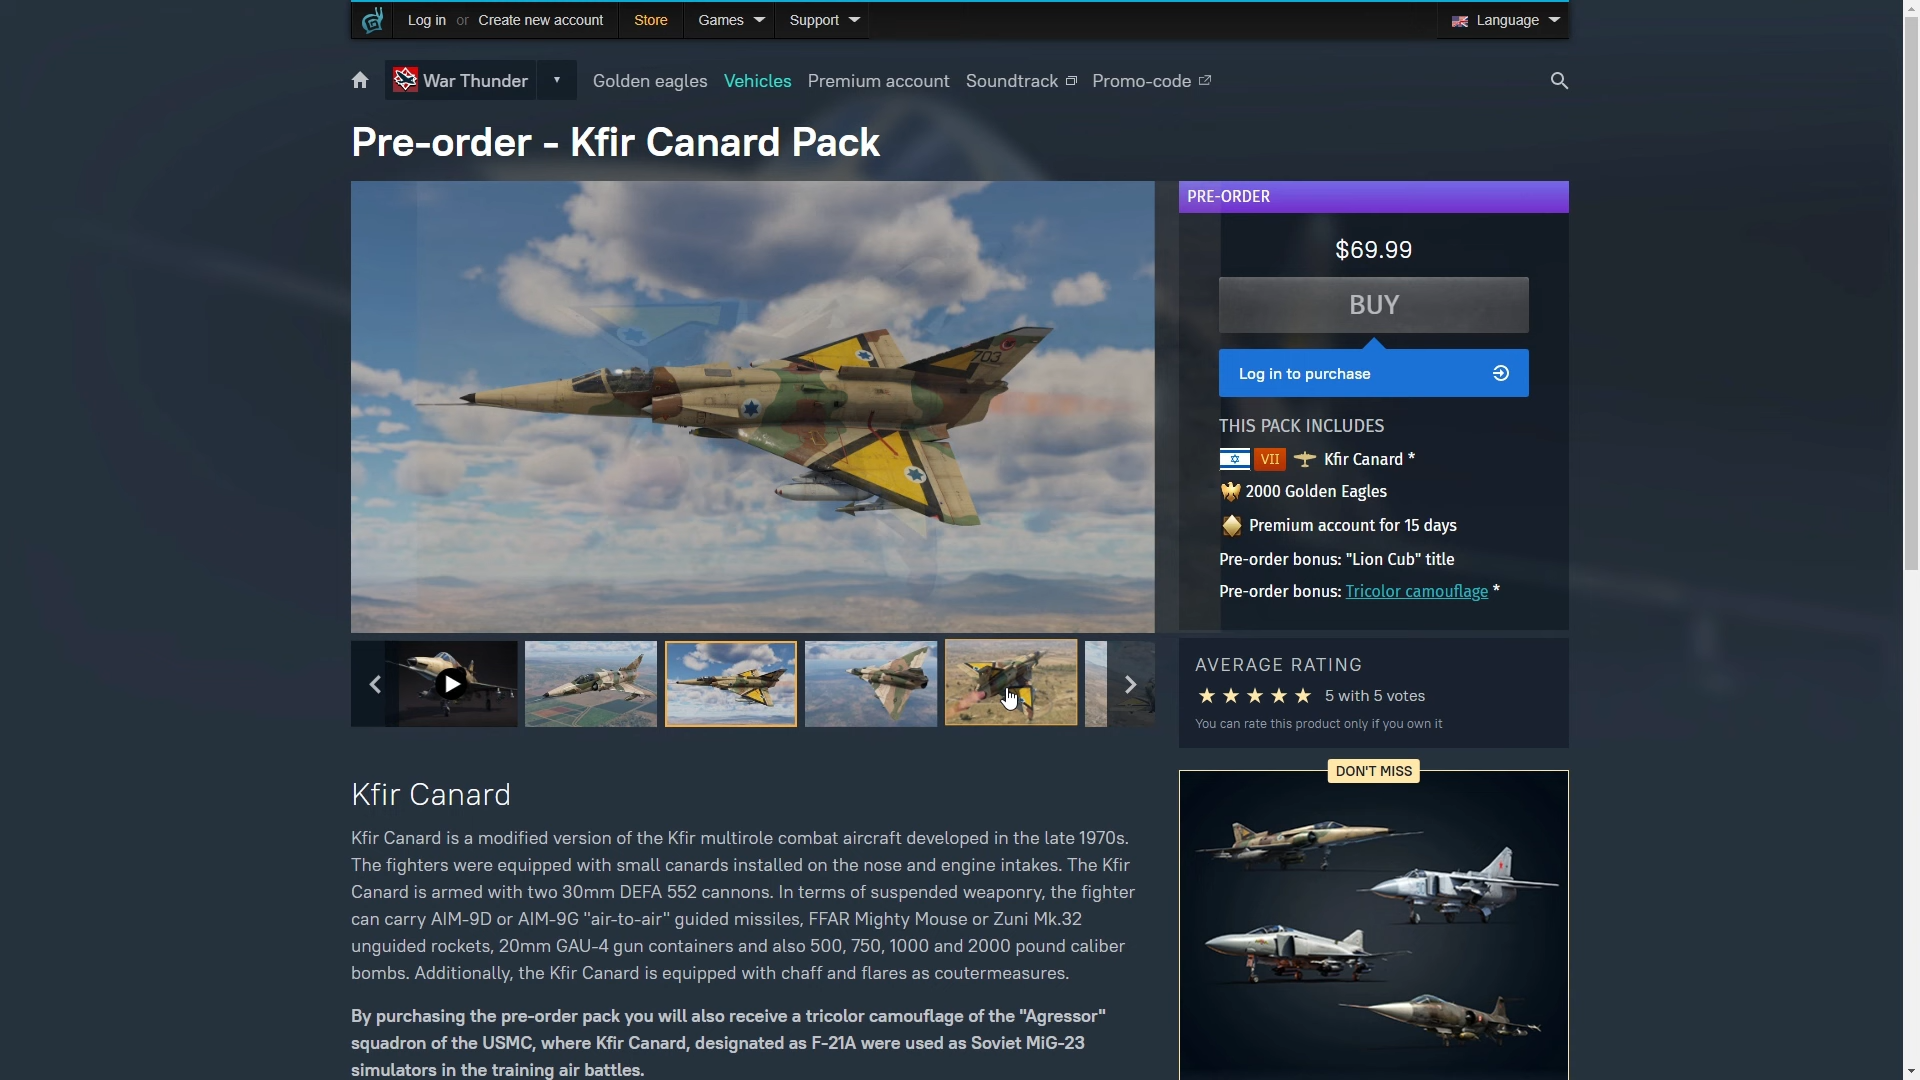 Log in or Create new account Store Games Support Language
War Thunder Golden eagles Vehicles Premium account Soundtrack Promo-code
Pre-order - Kfir Canard Pack
PRE-ORDER
$69.99
BUY
Log in to purchase
THIS PACK INCLUDES
VII Kfir Canard *
2000 Golden Eagles
Premium account for 15 days
Pre-order bonus: "Lion Cub" title
Pre-order bonus: Tricolor camouflage *
703
AVERAGE RATING
5 with 5 votes
You can rate this product only if you own it
DON'T MISS
Kfir Canard
Kfir Canard is a modified version of the Kfir multirole combat aircraft developed in the late 1970s.
The fighters were equipped with small canards installed on the nose and engine intakes. The Kfir
Canard is armed with two 30mm DEFA 552 cannons. In terms of suspended weaponry, the fighter
can carry AIM-9D or AIM-9G "air-to-air" guided missiles, FFAR Mighty Mouse or Zuni Mk.32
unguided rockets, 20mm GAU-4 gun containers and also 500, 750, 1000 and 2000 pound caliber
bombs. Additionally, the Kfir Canard is equipped with chaff and flares as coutermeasures.
By purchasing the pre-order pack you will also receive a tricolor camouflage of the "Agressor"
squadron of the USMC, where Kfir Canard, designated as F-21A were used as Soviet MiG-23
simulators in the training air battles.